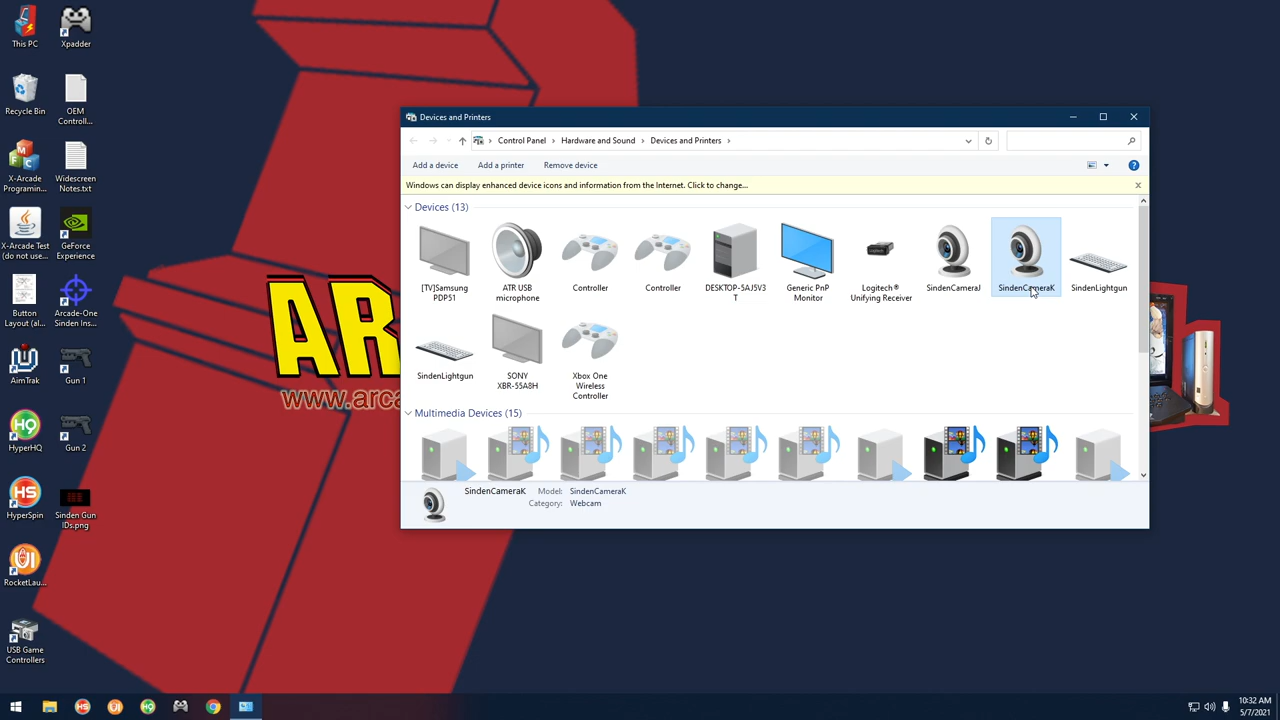 This PC
Xpadder
Recycle Bin
OEM
Controll...
X-Arcade
Programin...
Widescreen
Notes.txt
X-Arcade Test
(do not use...
GeForce
Experience
Button
Layout (al...
Arcade-One
Sinden Ins...
AimTrak
Gun 1
HyperHQ
Gun 2
HyperSpin
Sinden Gun
IDs.png
RocketLau...
USB Game
Controllers
AR
www.arca
Devices and Printers
Control Panel
Hardware and Sound
Devices and Printers
Add a device
Add a printer
Remove device
Windows can display enhanced device icons and information from the Internet. Click to change...
Devices (13)
[TV]Samsung
PDP51
ATR USB
microphone
Controller
Controller
DESKTOP-5AJ5V3
T
Generic PnP
Monitor
Logitech®
Unifying Receiver
SindenCameraJ
SindenCameraK
SindenLightgun
SindenLightgun
SONY
XBR-55A8H
Xbox One
Wireless
Controller
Multimedia Devices (15)
SindenCameraK
Model: SindenCameraK
Category: Webcam
10:32 AM
5/7/2021